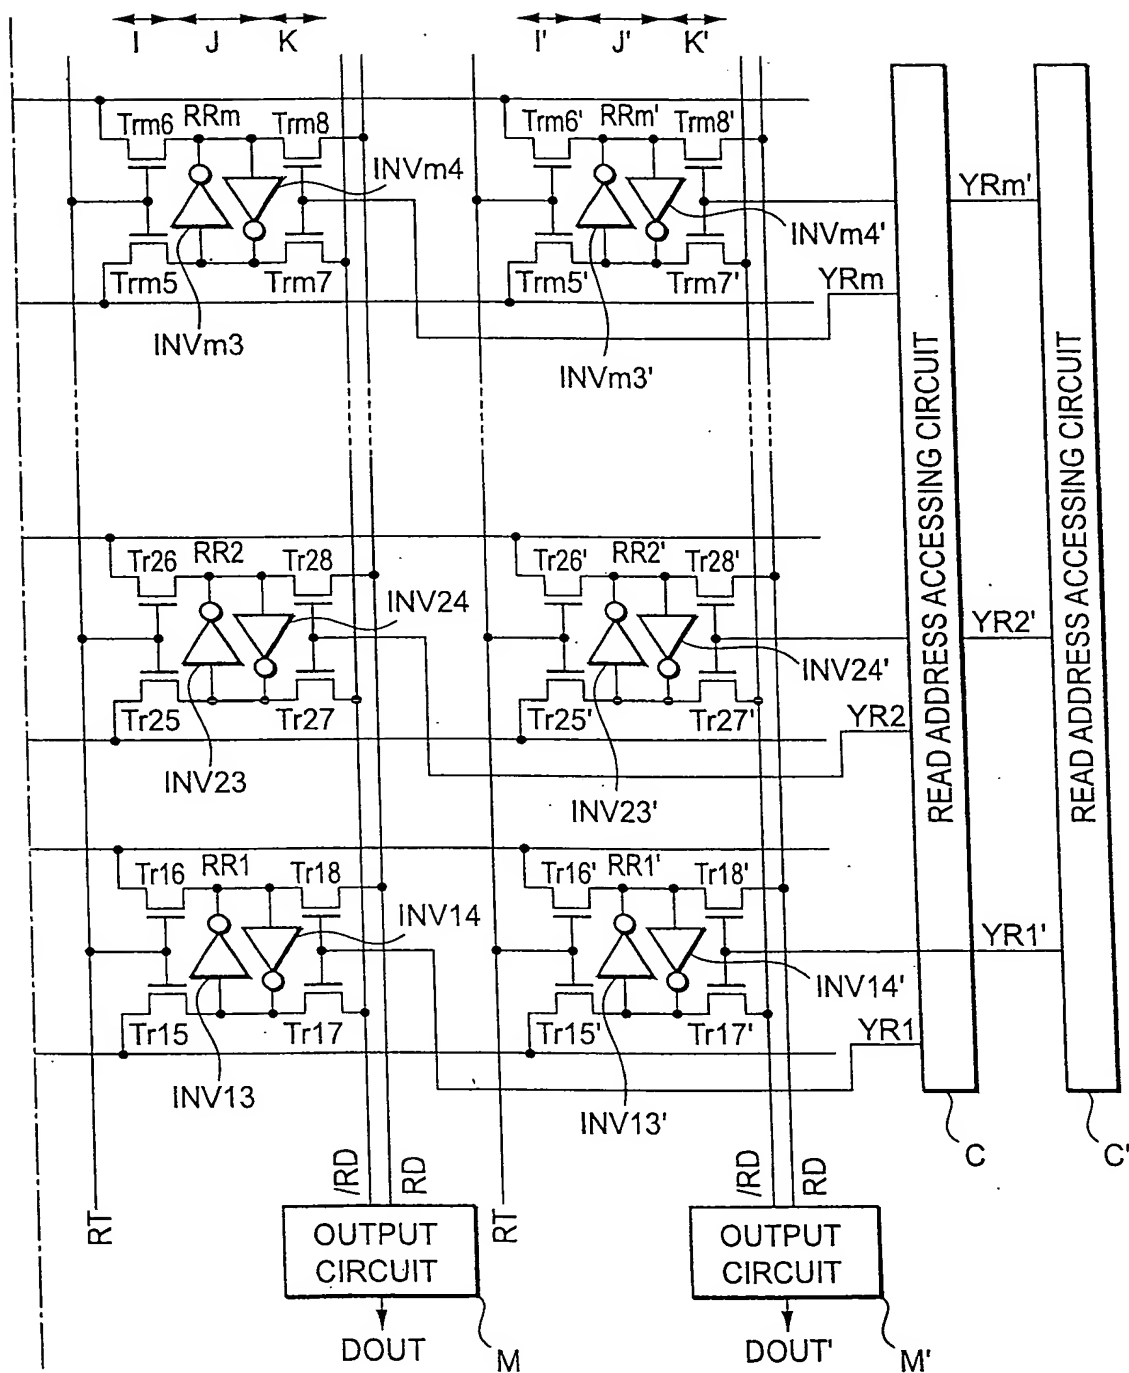 I J K I' J' K'
RRm RRm'
Trm6 Trm8 Trm6' Trm8'
INVm4 YRm'
INVm4'
Trm5 Trm7 Trm5' Trm7' YRm
INVm3
INVm3'
READ ADDRESS ACCESSING CIRCUIT
READ ADDRESS ACCESSING CIRCUIT
RR2 RR2'
Tr26 Tr28 Tr26' Tr28'
INV24 YR2'
INV24'
Tr25 Tr27 Tr25' Tr27' YR2
INV23
INV23'
RR1 RR1'
Tr16 Tr18 Tr16' Tr18'
INV14 YR1'
INV14'
Tr15 Tr17 Tr15' Tr17' YR1
INV13
INV13'
C C'
/RD RD /RD RD
RT RT
OUTPUT
CIRCUIT
OUTPUT
CIRCUIT
DOUT M DOUT' M'